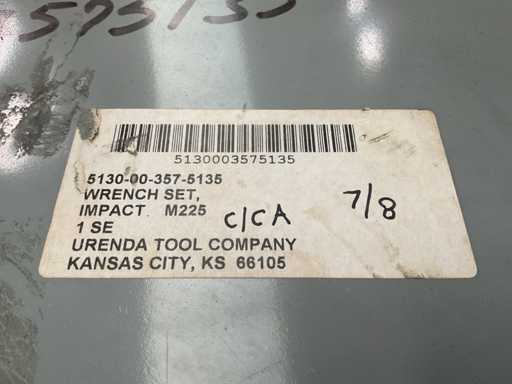 575135
5130003575135
5130-00-357-5135
WRENCH SET,
IMPACT M225
C/CA
7/8
1 SE
URENDA TOOL COMPANY
KANSAS CITY, KS 66105